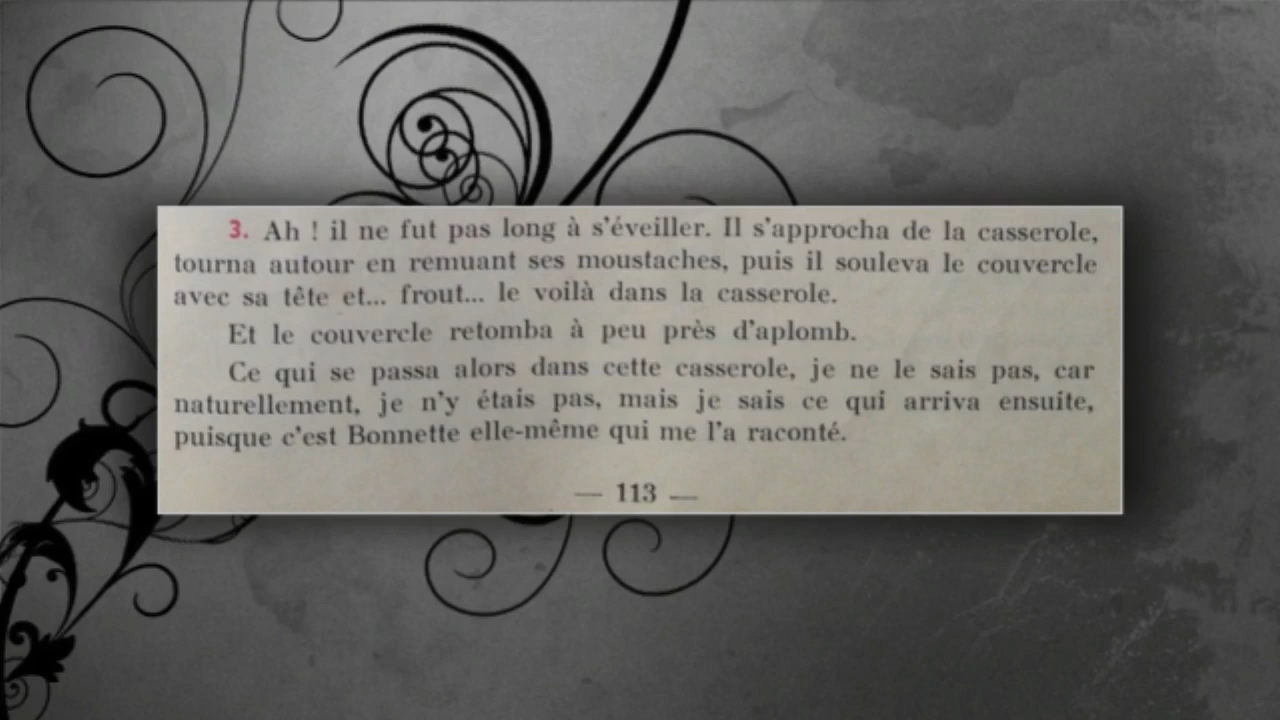 3. Ah ! il ne fut pas long à s'éveiller. Il s'approcha de la casserole,
tourna autour en remuant ses moustaches, puis il souleva le couvercle
avec sa tête et... frout... le voilà dans la casserole.
Et le couvercle retomba à peu près d'aplomb.
Ce qui se passa alors dans cette casserole, je ne le sais pas, car
naturellement, je n'y étais pas, mais je sais ce qui arriva ensuite,
puisque c'est Bonnette elle-même qui me l'a raconté.
— 113 —